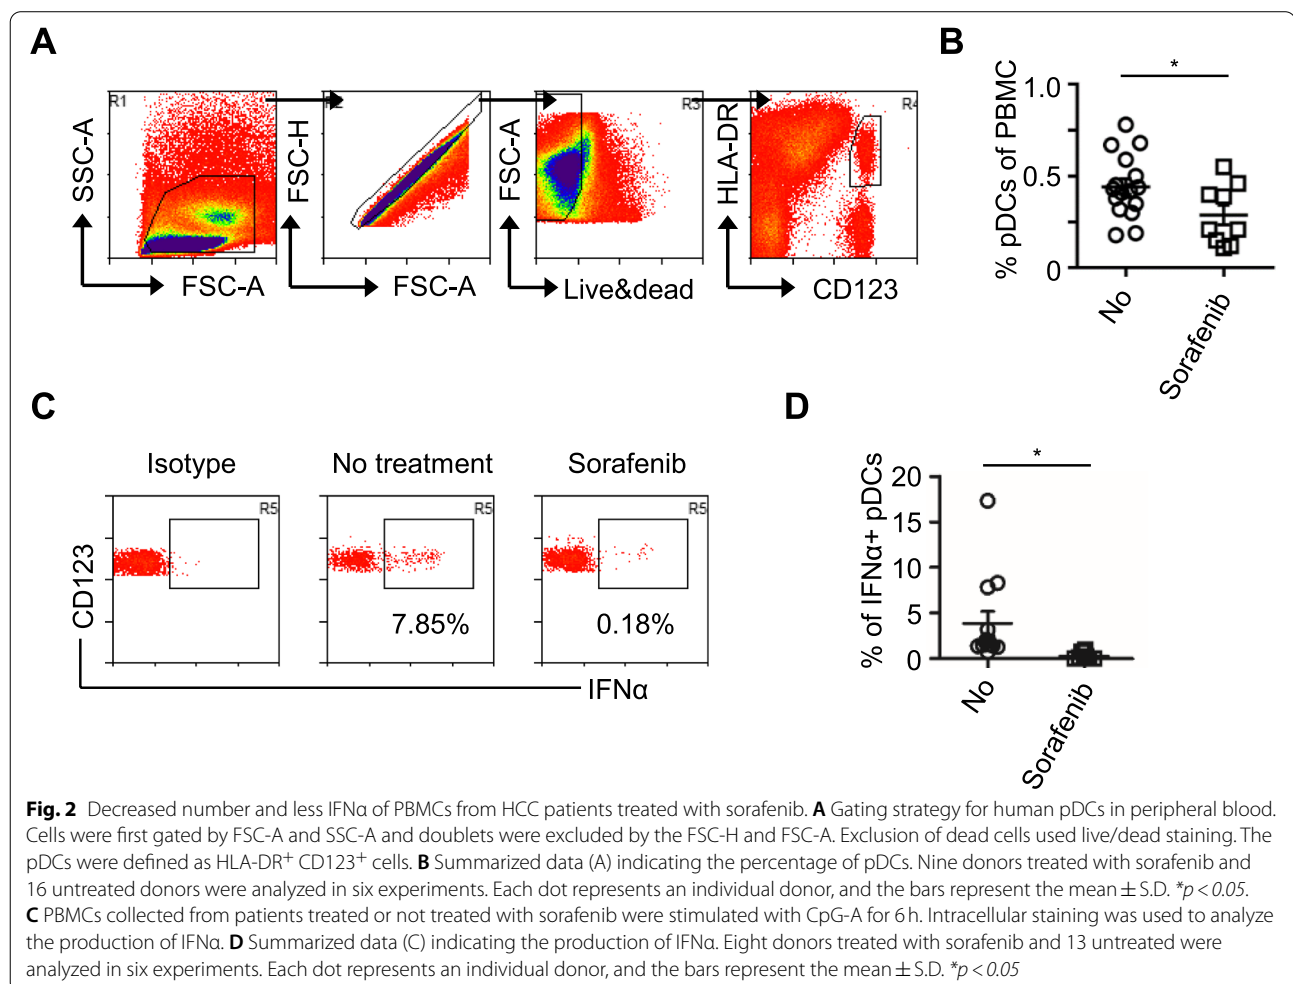 A
R1
R2
R3
R4
SSC-A
FSC-A
FSC-H
FSC-A
FSC-A
Live&dead
HLA-DR
CD123
B
*
% pDCs of PBMC
1.0
0.5
0
No
Sorafenib
C
Isotype
No treatment
Sorafenib
R5
R5
R5
CD123
7.85%
0.18%
IFNα
D
*
% of IFNα+ pDCs
20
15
10
5
0
No
Sorafenib
Fig. 2 Decreased number and less IFNα of PBMCs from HCC patients treated with sorafenib. A Gating strategy for human pDCs in peripheral blood.
Cells were first gated by FSC-A and SSC-A and doublets were excluded by the FSC-H and FSC-A. Exclusion of dead cells used live/dead staining. The
pDCs were defined as HLA-DR⁺ CD123⁺ cells. B Summarized data (A) indicating the percentage of pDCs. Nine donors treated with sorafenib and
16 untreated donors were analyzed in six experiments. Each dot represents an individual donor, and the bars represent the mean ± S.D. *p < 0.05.
C PBMCs collected from patients treated or not treated with sorafenib were stimulated with CpG-A for 6 h. Intracellular staining was used to analyze
the production of IFNα. D Summarized data (C) indicating the production of IFNα. Eight donors treated with sorafenib and 13 untreated were
analyzed in six experiments. Each dot represents an individual donor, and the bars represent the mean ± S.D. *p < 0.05